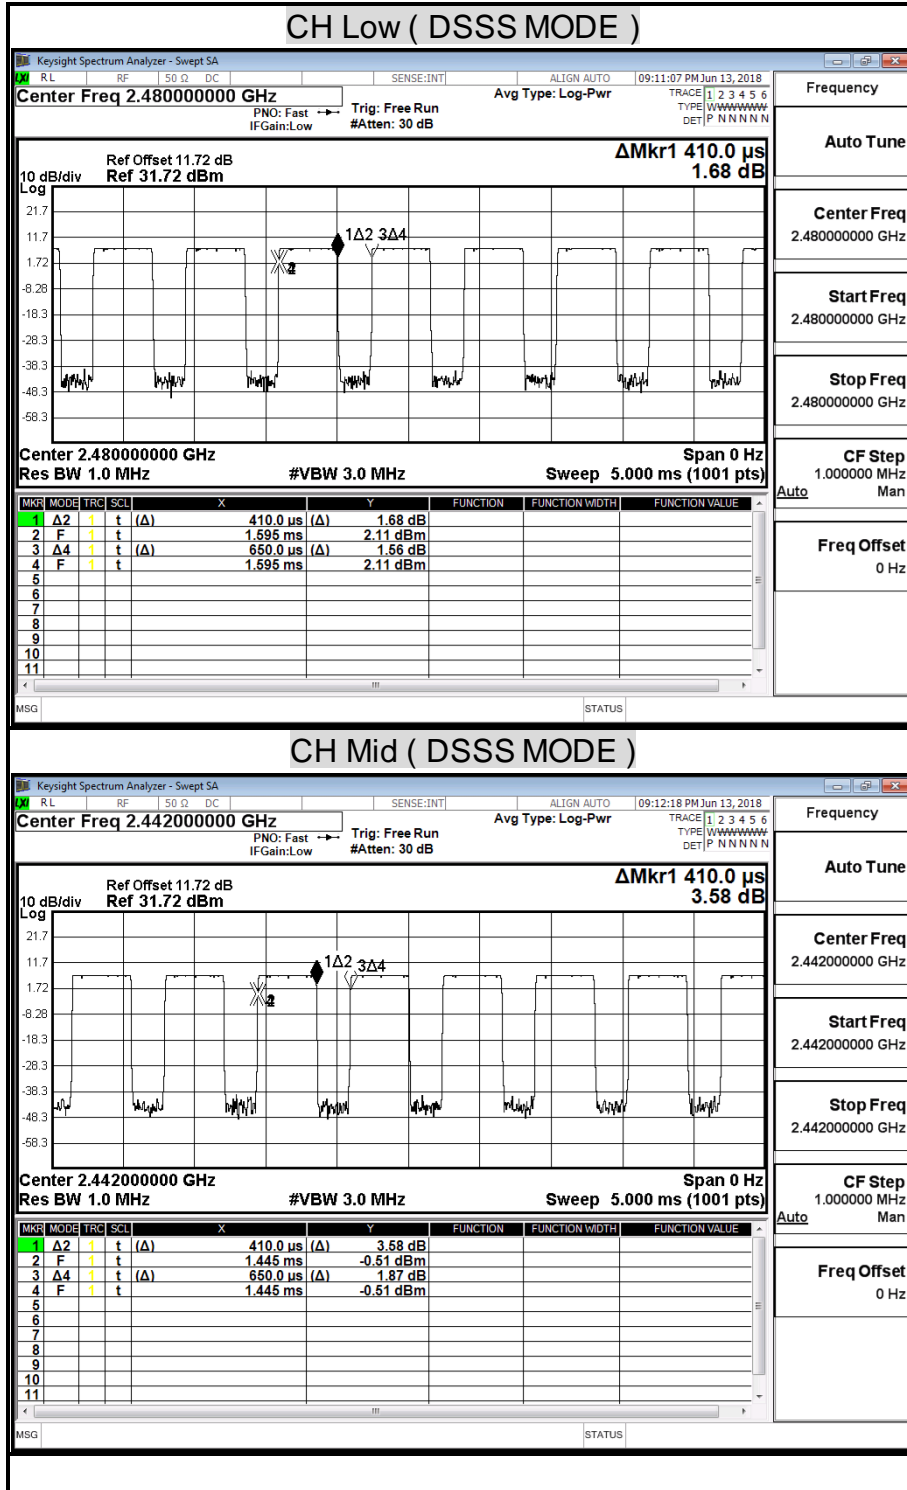 CH Low ( DSSS MODE )
Keysight Spectrum Analyzer - Swept SA
LXI RL RF 50 Ω DC SENSE:INT ALIGN AUTO 09:11:07 PM Jun 13, 2018
Center Freq 2.480000000 GHz
PNO: Fast
IFGain:Low
Trig: Free Run
#Atten: 30 dB
Avg Type: Log-Pwr
TRACE 1 2 3 4 5 6
TYPE WWWWWW
DET P N N N N N
Frequency
Auto Tune
Center Freq
2.480000000 GHz
Start Freq
2.480000000 GHz
Stop Freq
2.480000000 GHz
CF Step
1.000000 MHz
Auto Man
Freq Offset
0 Hz
ΔMkr1 410.0 µs
1.68 dB
Ref Offset 11.72 dB
10 dB/div Ref 31.72 dBm
Log
21.7
11.7
1.72
-8.28
-18.3
-28.3
-38.3
-48.3
-58.3
1Δ2 3Δ4
Center 2.480000000 GHz Span 0 Hz
Res BW 1.0 MHz #VBW 3.0 MHz Sweep 5.000 ms (1001 pts)
MKR MODE TRC SCL X Y FUNCTION FUNCTION WIDTH FUNCTION VALUE
1 Δ2 1 t (Δ) 410.0 µs (Δ) 1.68 dB
2 F 1 t 1.595 ms 2.11 dBm
3 Δ4 1 t (Δ) 650.0 µs (Δ) 1.56 dB
4 F 1 t 1.595 ms 2.11 dBm
5
6
7
8
9
10
11
MSG STATUS
CH Mid ( DSSS MODE )
Keysight Spectrum Analyzer - Swept SA
LXI RL RF 50 Ω DC SENSE:INT ALIGN AUTO 09:12:18 PM Jun 13, 2018
Center Freq 2.442000000 GHz
PNO: Fast
IFGain:Low
Trig: Free Run
#Atten: 30 dB
Avg Type: Log-Pwr
TRACE 1 2 3 4 5 6
TYPE WWWWWW
DET P N N N N N
Frequency
Auto Tune
Center Freq
2.442000000 GHz
Start Freq
2.442000000 GHz
Stop Freq
2.442000000 GHz
CF Step
1.000000 MHz
Auto Man
Freq Offset
0 Hz
ΔMkr1 410.0 µs
3.58 dB
Ref Offset 11.72 dB
10 dB/div Ref 31.72 dBm
Log
21.7
11.7
1.72
-8.28
-18.3
-28.3
-38.3
-48.3
-58.3
1Δ2 3Δ4
Center 2.442000000 GHz Span 0 Hz
Res BW 1.0 MHz #VBW 3.0 MHz Sweep 5.000 ms (1001 pts)
MKR MODE TRC SCL X Y FUNCTION FUNCTION WIDTH FUNCTION VALUE
1 Δ2 1 t (Δ) 410.0 µs (Δ) 3.58 dB
2 F 1 t 1.445 ms -0.51 dBm
3 Δ4 1 t (Δ) 650.0 µs (Δ) 1.87 dB
4 F 1 t 1.445 ms -0.51 dBm
5
6
7
8
9
10
11
MSG STATUS